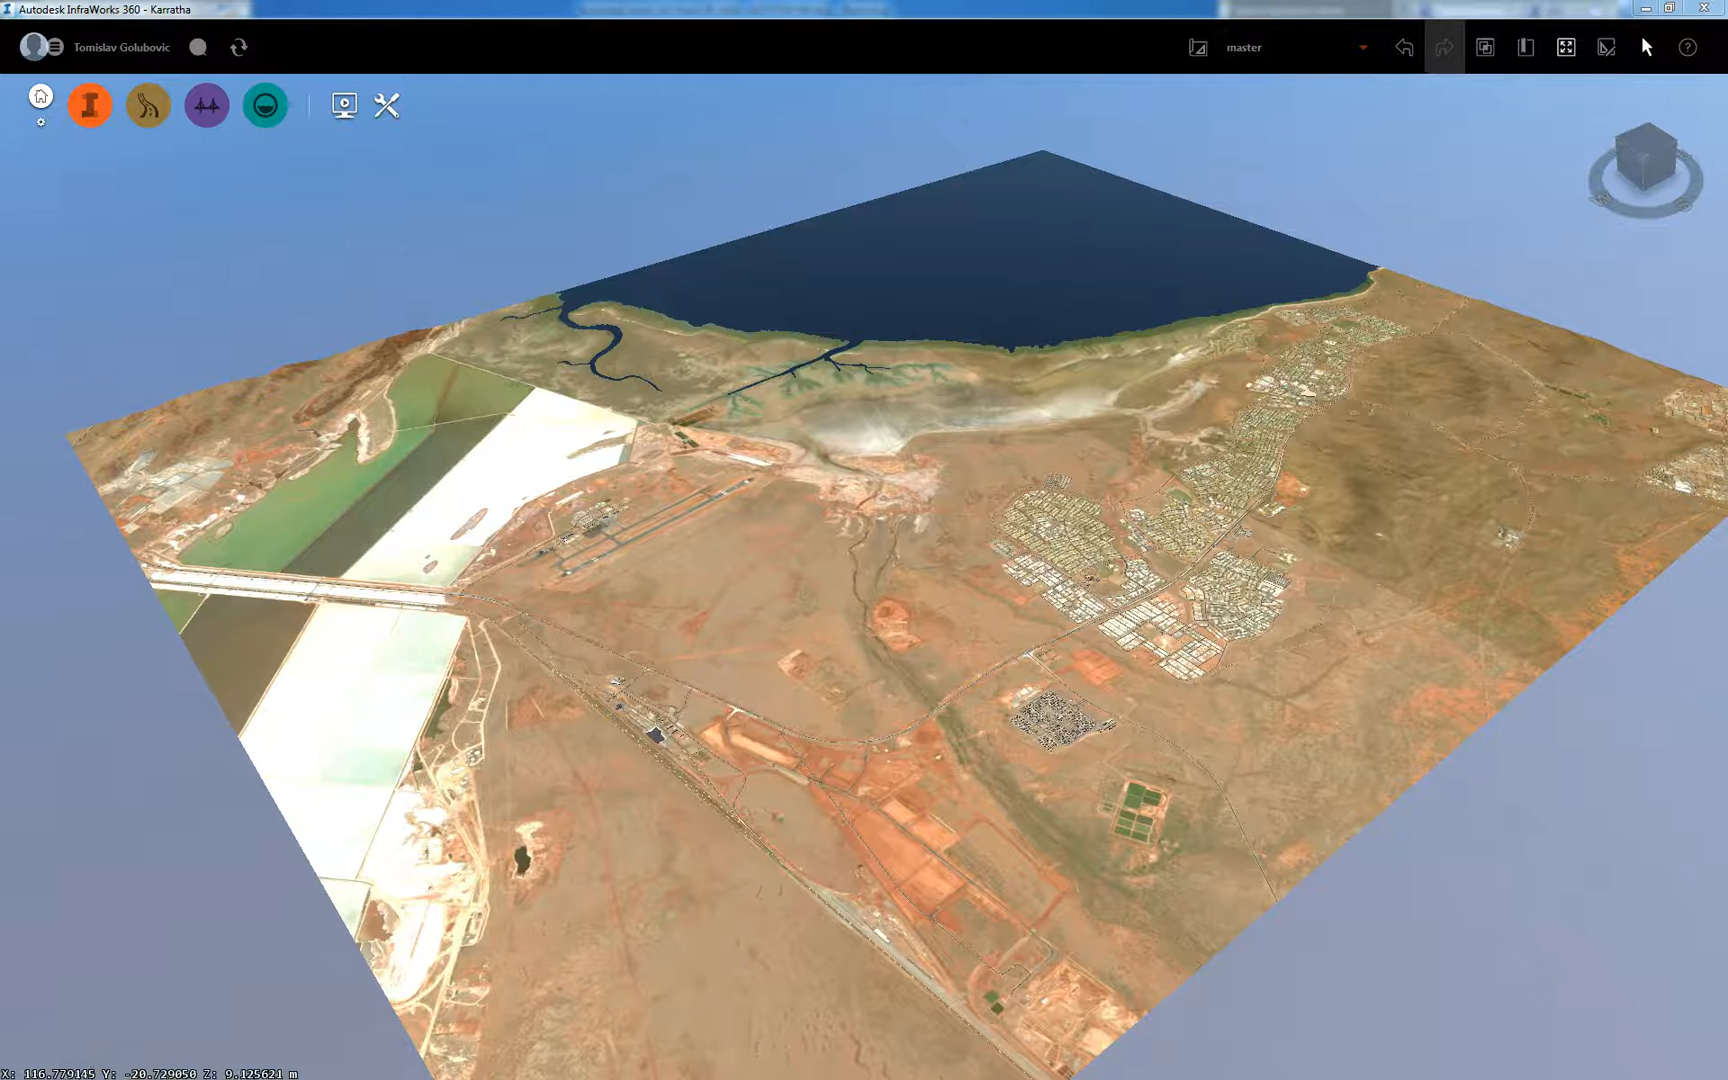 Autodesk InfraWorks 360 - Karratha
Tomislav Golubovic
master
X: 116.779145 Y: -20.729050 Z: 9.125621 m